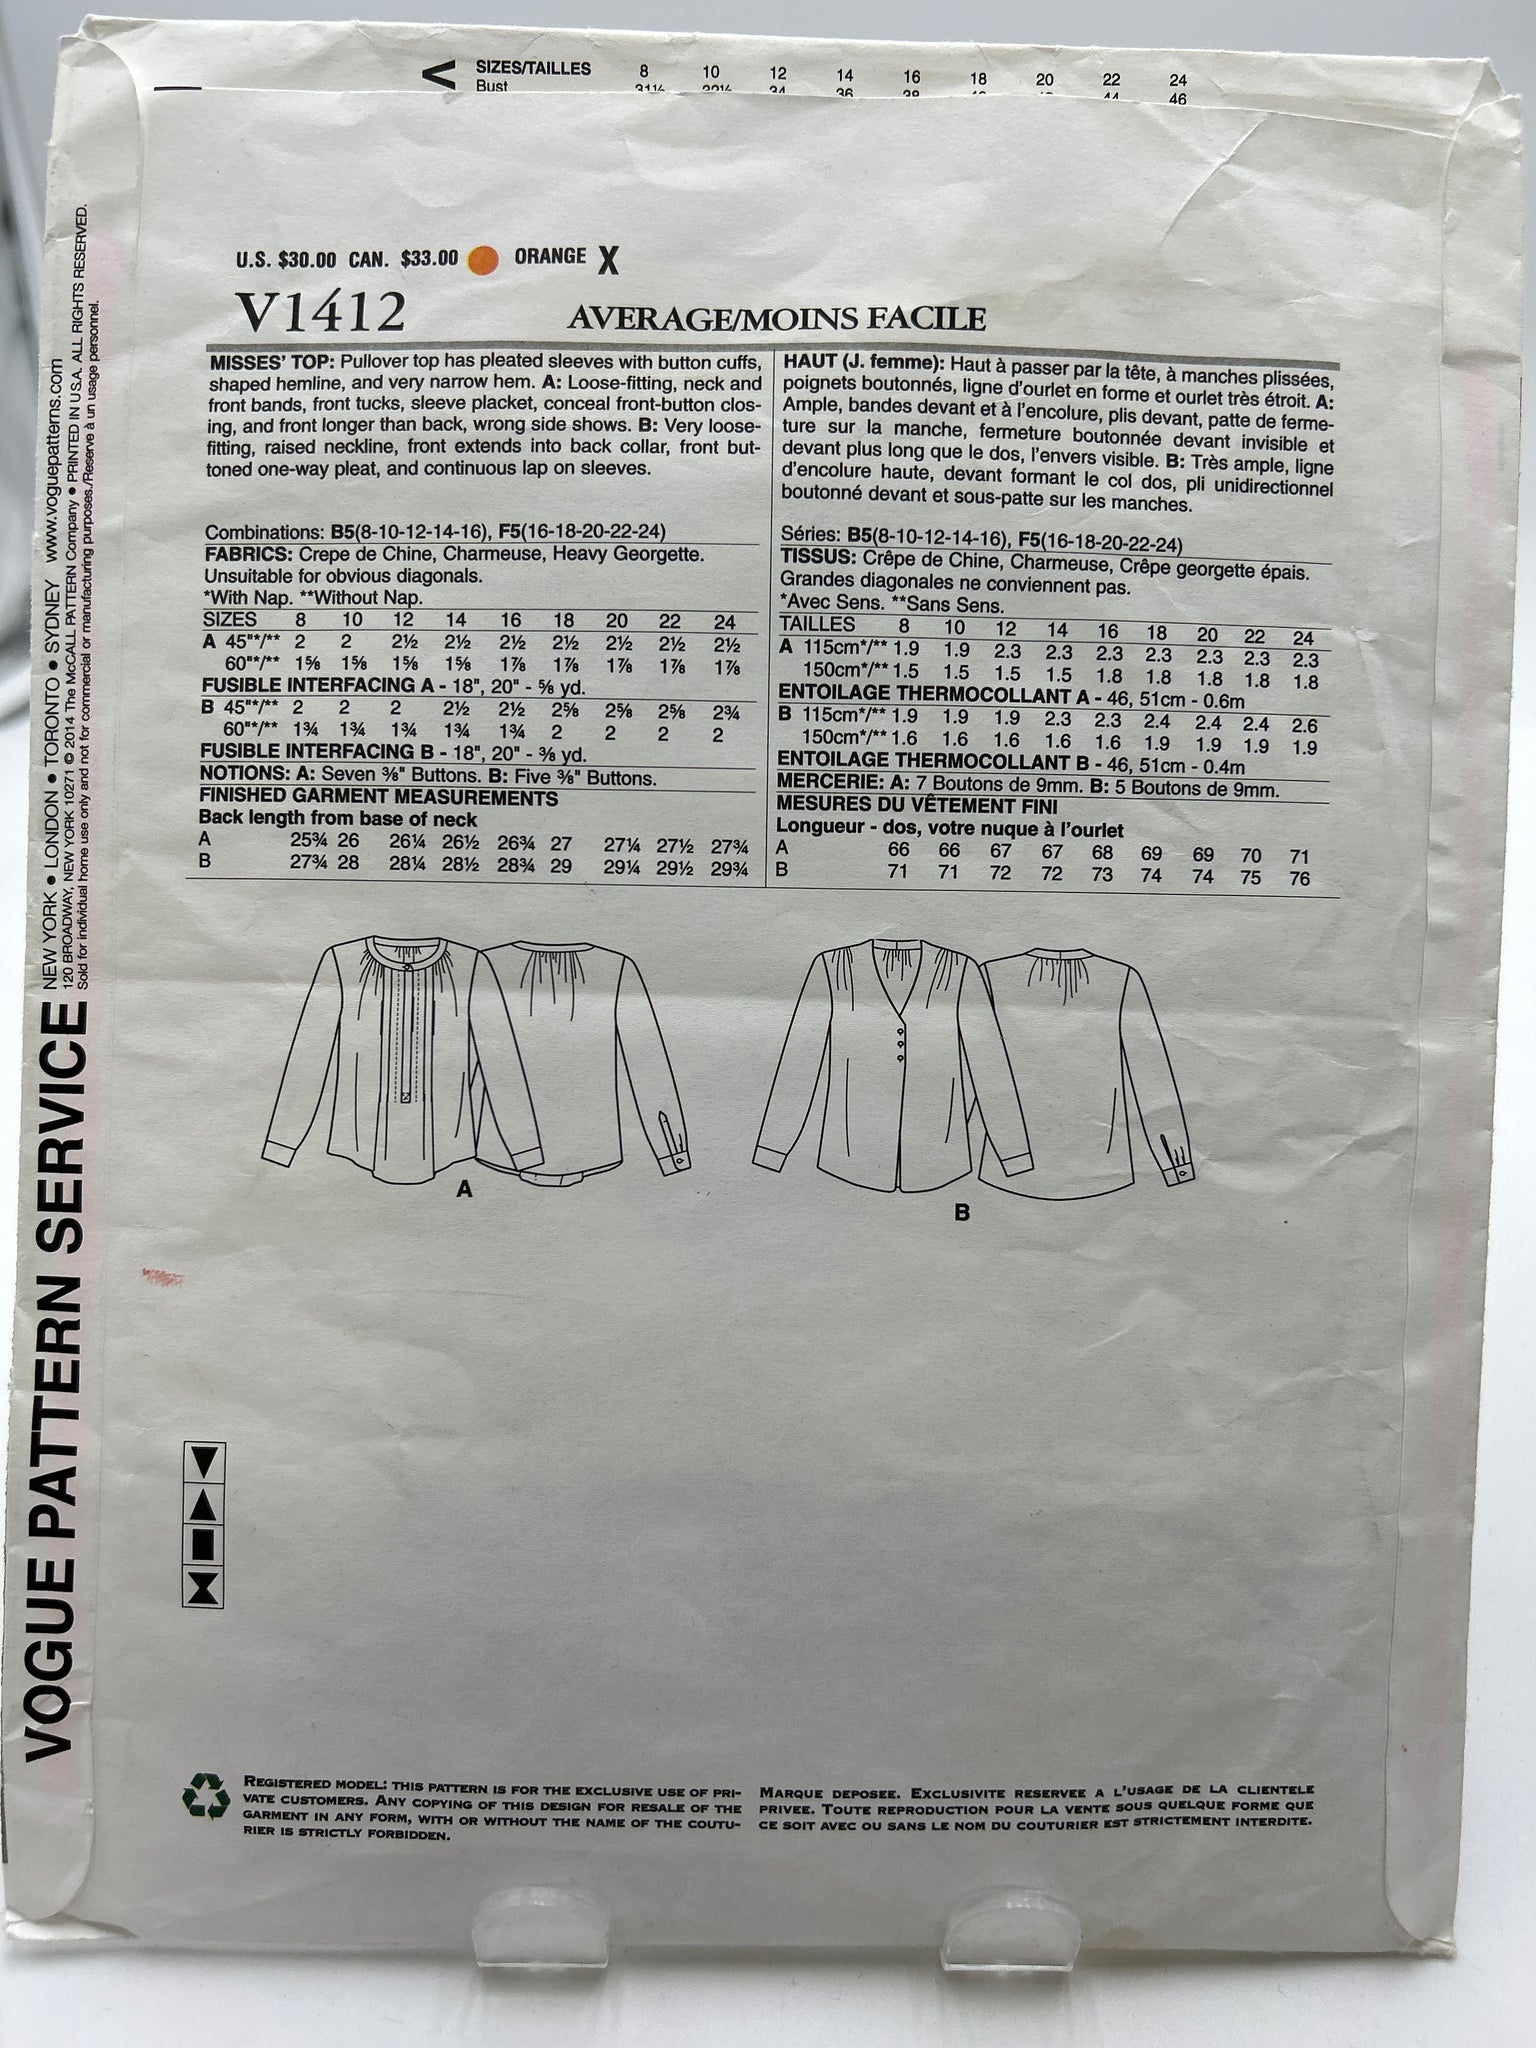 SIZES/TAILLES 8 10 12 14 16 18 20 22 24
Bust 31½ 32½ 34 36 38 44 46
U.S. $30.00 CAN. $33.00 ORANGE X
V1412 AVERAGE/MOINS FACILE
MISSES' TOP: Pullover top has pleated sleeves with button cuffs,
shaped hemline, and very narrow hem. A: Loose-fitting, neck and
front bands, front tucks, sleeve placket, conceal front-button clos-
ing, and front longer than back, wrong side shows. B: Very loose-
fitting, raised neckline, front extends into back collar, front but-
toned one-way pleat, and continuous lap on sleeves.
Combinations: B5(8-10-12-14-16), F5(16-18-20-22-24)
FABRICS: Crepe de Chine, Charmeuse, Heavy Georgette.
Unsuitable for obvious diagonals.
*With Nap. **Without Nap.
SIZES 8 10 12 14 16 18 20 22 24
A 45"*/** 2 2 2½ 2½ 2½ 2½ 2½ 2½ 2½
60"*/** 1⅝ 1⅝ 1⅝ 1⅝ 1⅞ 1⅞ 1⅞ 1⅞ 1⅞
FUSIBLE INTERFACING A - 18", 20" - ⅝ yd.
B 45"*/** 2 2 2 2½ 2½ 2⅝ 2⅝ 2⅝ 2¾
60"*/** 1¾ 1¾ 1¾ 1¾ 1¾ 2 2 2 2
FUSIBLE INTERFACING B - 18", 20" - ⅜ yd.
NOTIONS: A: Seven ⅜" Buttons. B: Five ⅜" Buttons.
FINISHED GARMENT MEASUREMENTS
Back length from base of neck
A 25¾ 26 26¼ 26½ 26¾ 27 27¼ 27½ 27¾
B 27¾ 28 28¼ 28½ 28¾ 29 29¼ 29½ 29¾
HAUT (J. femme): Haut à passer par la tête, à manches plissées,
poignets boutonnés, ligne d'ourlet en forme et ourlet très étroit. A:
Ample, bandes devant et à l'encolure, plis devant, patte de ferme-
ture sur la manche, fermeture boutonnée devant invisible et
devant plus long que le dos, l'envers visible. B: Très ample, ligne
d'encolure haute, devant formant le col dos, pli unidirectionnel
boutonné devant et sous-patte sur les manches.
Séries: B5(8-10-12-14-16), F5(16-18-20-22-24)
TISSUS: Crêpe de Chine, Charmeuse, Crêpe georgette épais.
Grandes diagonales ne conviennent pas.
*Avec Sens. **Sans Sens.
TAILLES 8 10 12 14 16 18 20 22 24
A 115cm*/** 1.9 1.9 2.3 2.3 2.3 2.3 2.3 2.3 2.3
150cm*/** 1.5 1.5 1.5 1.5 1.8 1.8 1.8 1.8 1.8
ENTOILAGE THERMOCOLLANT A - 46, 51cm - 0.6m
B 115cm*/** 1.9 1.9 1.9 2.3 2.3 2.4 2.4 2.4 2.6
150cm*/** 1.6 1.6 1.6 1.6 1.6 1.9 1.9 1.9 1.9
ENTOILAGE THERMOCOLLANT B - 46, 51cm - 0.4m
MERCERIE: A: 7 Boutons de 9mm. B: 5 Boutons de 9mm.
MESURES DU VÊTEMENT FINI
Longueur - dos, votre nuque à l'ourlet
A 66 66 67 67 68 69 69 70 71
B 71 71 72 72 73 74 74 75 76
A
B
VOGUE PATTERN SERVICE
NEW YORK • LONDON • TORONTO • SYDNEY www.voguepatterns.com
120 BROADWAY, NEW YORK 10271 © 2014 The McCALL PATTERN Company • PRINTED IN U.S.A. ALL RIGHTS RESERVED.
Sold for individual home use only and not for commercial or manufacturing purposes./Reserve à un usage personnel.
REGISTERED MODEL: THIS PATTERN IS FOR THE EXCLUSIVE USE OF PRI-
VATE CUSTOMERS. ANY COPYING OF THIS DESIGN FOR RESALE OF THE
GARMENT IN ANY FORM, WITH OR WITHOUT THE NAME OF THE COUTU-
RIER IS STRICTLY FORBIDDEN.
MARQUE DEPOSEE. EXCLUSIVITE RESERVEE A L'USAGE DE LA CLIENTELE
PRIVEE. TOUTE REPRODUCTION POUR LA VENTE SOUS QUELQUE FORME QUE
CE SOIT AVEC OU SANS LE NOM DU COUTURIER EST STRICTEMENT INTERDITE.